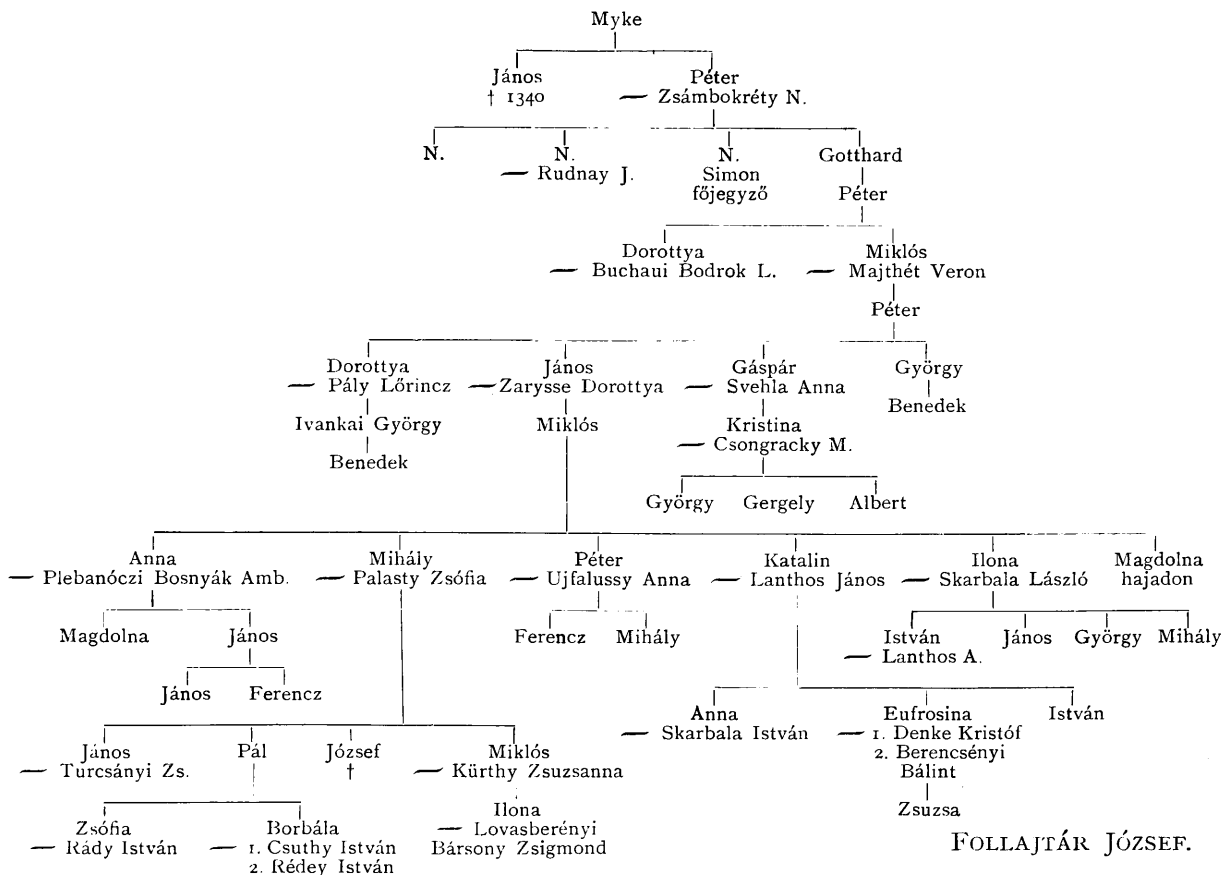 Myke
János Péter
† 1340 — Zsámbokréty N.
N. N. N. Gotthard
— Rudnay J. Simon
főjegyző Péter
Dorottya Miklós
— Buchaui Bodrok L. — Majthét Veron
Péter
Dorottya János Gáspár György
— Pály Lőrincz — Zarysse Dorottya — Svehla Anna
Benedek
Ivankai György Miklós Kristina
— Csongracky M.
Benedek
György Gergely Albert
Anna Mihály Péter Katalin Ilona Magdolna
— Plebanóczi Bosnyák Amb. — Palasty Zsófia — Ujfalussy Anna — Lanthos János — Skarbala László hajadon
Magdolna János Ferencz Mihály István János György Mihály
— Lanthos A.
János Ferencz
Anna Eufrosina István
— Skarbala István — 1. Denke Kristóf
2. Berencsényi
Bálint
János Pál József Miklós
— Turcsányi Zs. † — Kürthy Zsuzsanna
Zsuzsa
Zsófia Borbála Ilona
— Rády István — 1. Csuthy István — Lovasberényi
2. Rédey István Bársony Zsigmond
FOLLAJTÁR JÓZSEF.